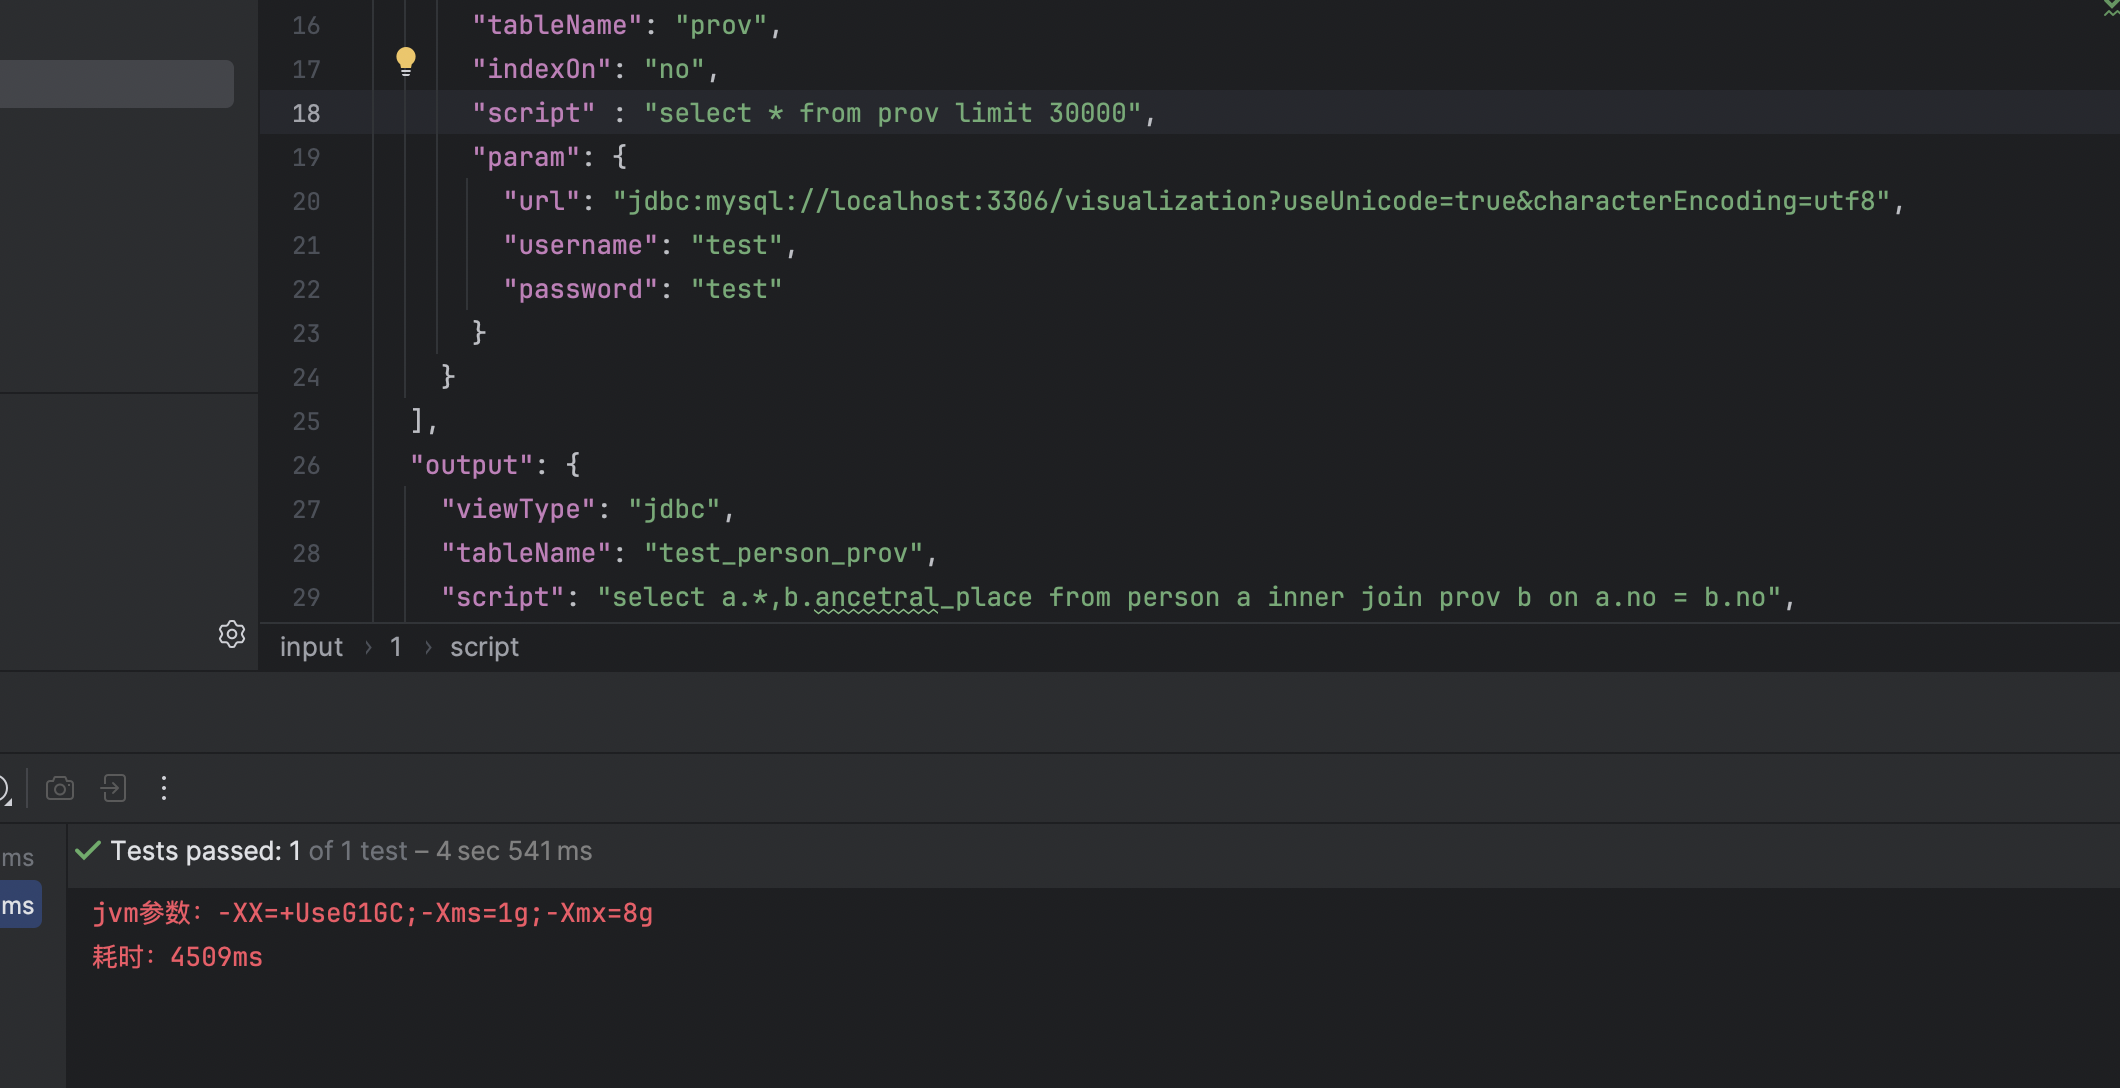 16 "tableName": "prov",
17 "indexOn": "no",
18 "script" : "select * from prov limit 30000",
19 "param": {
20 "url": "jdbc:mysql://localhost:3306/visualization?useUnicode=true&characterEncoding=utf8",
21 "username": "test",
22 "password": "test"
23 }
24 }
25 ],
26 "output": {
27 "viewType": "jdbc",
28 "tableName": "test_person_prov",
29 "script": "select a.*,b.ancetral_place from person a inner join prov b on a.no = b.no",
input › 1 › script
ms
ms
Tests passed: 1 of 1 test – 4 sec 541 ms
jvm参数：-XX=+UseG1GC;-Xms=1g;-Xmx=8g
耗时：4509ms